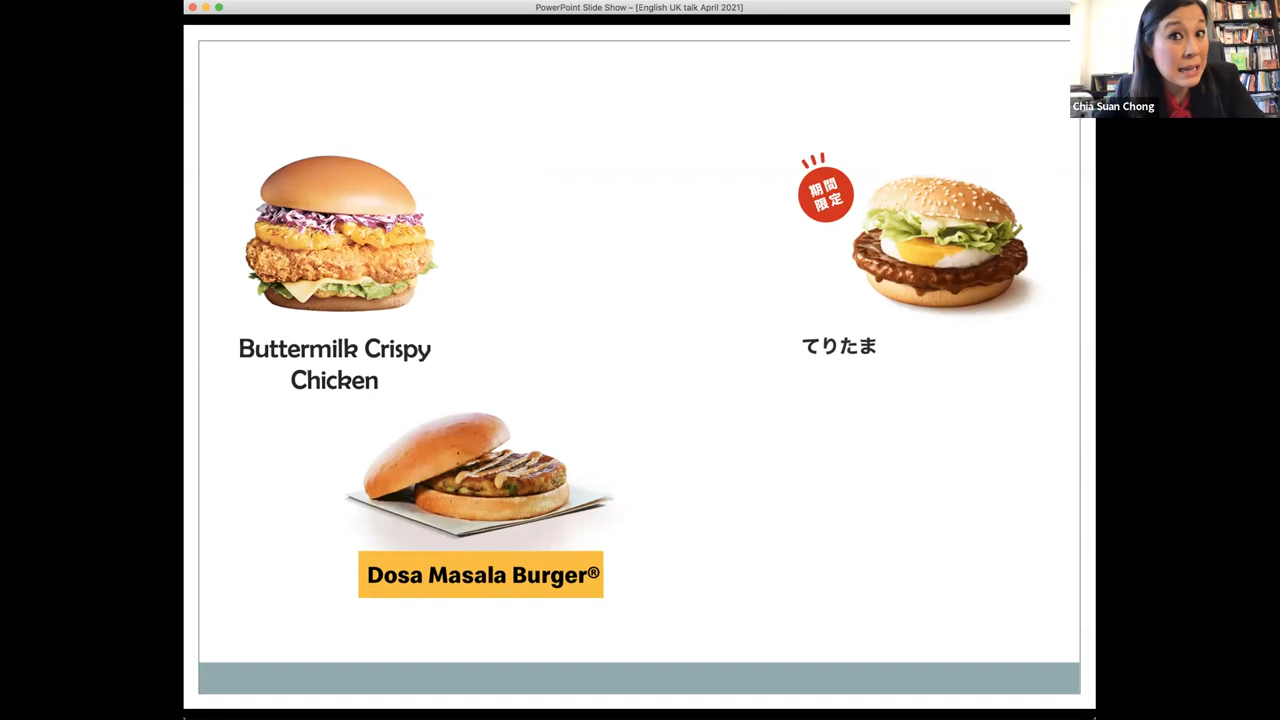 PowerPoint Slide Show – [English UK talk April 2021]
Chia Suan Chong
期間
限定
Buttermilk Crispy
Chicken
てりたま
Dosa Masala Burger®